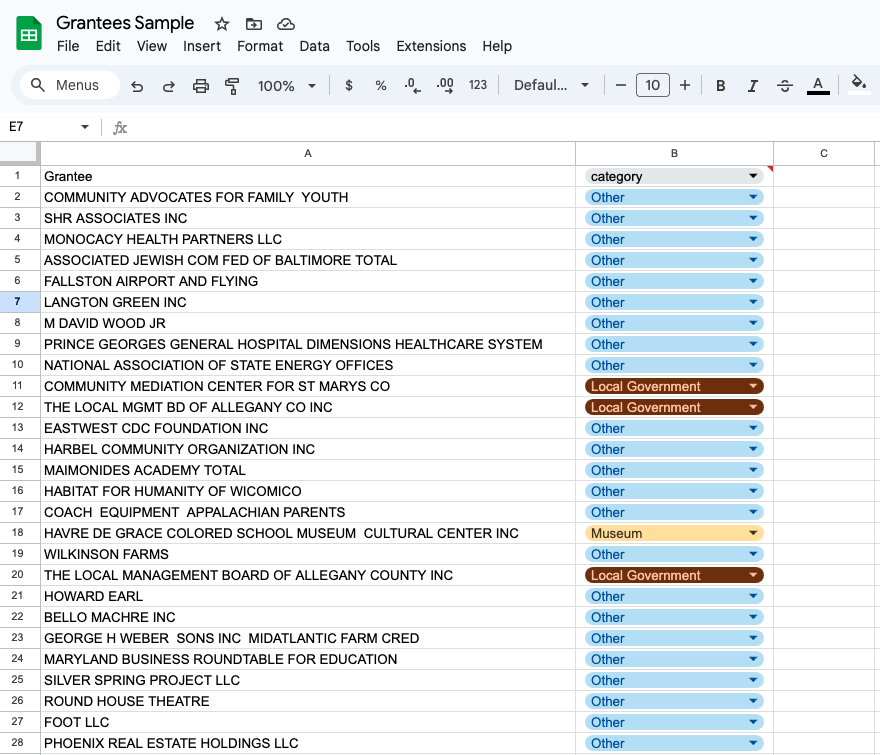 Grantees Sample
File Edit View Insert Format Data Tools Extensions Help
Menus 100% $ % .0 .00 123 Defaul... 10 B I S A
E7 fx
A B C
1 Grantee category
2 COMMUNITY ADVOCATES FOR FAMILY  YOUTH Other
3 SHR ASSOCIATES INC Other
4 MONOCACY HEALTH PARTNERS LLC Other
5 ASSOCIATED JEWISH COM FED OF BALTIMORE TOTAL Other
6 FALLSTON AIRPORT AND FLYING Other
7 LANGTON GREEN INC Other
8 M DAVID WOOD JR Other
9 PRINCE GEORGES GENERAL HOSPITAL DIMENSIONS HEALTHCARE SYSTEM Other
10 NATIONAL ASSOCIATION OF STATE ENERGY OFFICES Other
11 COMMUNITY MEDIATION CENTER FOR ST MARYS CO Local Government
12 THE LOCAL MGMT BD OF ALLEGANY CO INC Local Government
13 EASTWEST CDC FOUNDATION INC Other
14 HARBEL COMMUNITY ORGANIZATION INC Other
15 MAIMONIDES ACADEMY TOTAL Other
16 HABITAT FOR HUMANITY OF WICOMICO Other
17 COACH  EQUIPMENT  APPALACHIAN PARENTS Other
18 HAVRE DE GRACE COLORED SCHOOL MUSEUM  CULTURAL CENTER INC Museum
19 WILKINSON FARMS Other
20 THE LOCAL MANAGEMENT BOARD OF ALLEGANY COUNTY INC Local Government
21 HOWARD EARL Other
22 BELLO MACHRE INC Other
23 GEORGE H WEBER  SONS INC  MIDATLANTIC FARM CRED Other
24 MARYLAND BUSINESS ROUNDTABLE FOR EDUCATION Other
25 SILVER SPRING PROJECT LLC Other
26 ROUND HOUSE THEATRE Other
27 FOOT LLC Other
28 PHOENIX REAL ESTATE HOLDINGS LLC Other